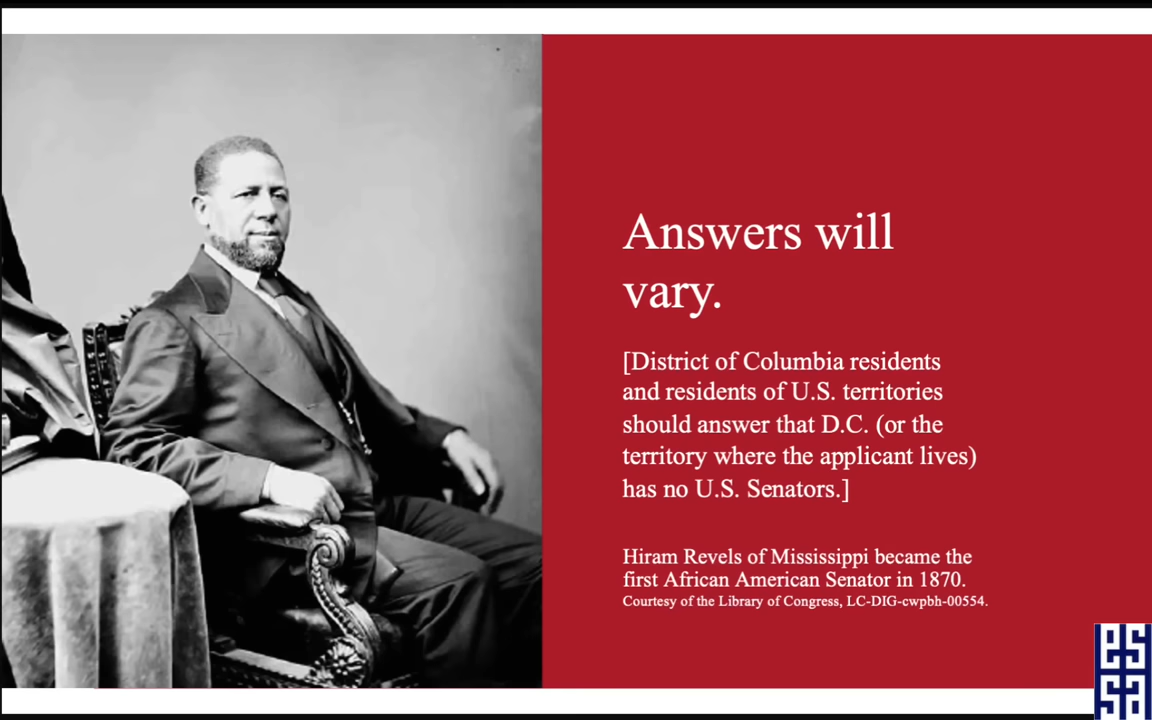 Answers will
vary.
[District of Columbia residents
and residents of U.S. territories
should answer that D.C. (or the
territory where the applicant lives)
has no U.S. Senators.]
Hiram Revels of Mississippi became the
first African American Senator in 1870.
Courtesy of the Library of Congress, LC-DIG-cwpbh-00554.
es
sa